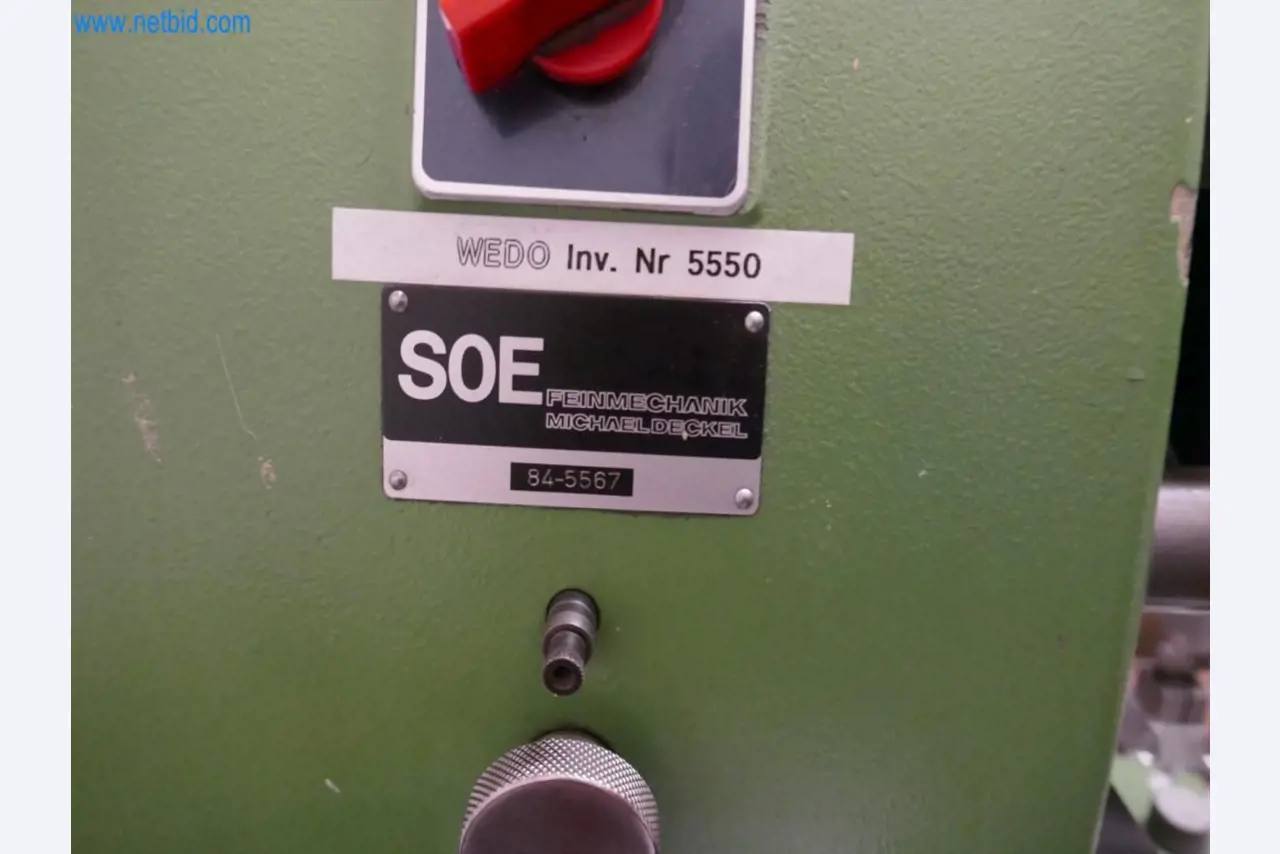 www.netbid.com
WEDO Inv. Nr 5550
SOE FEINMECHANIK
MICHAEL DECKEL
84-5567